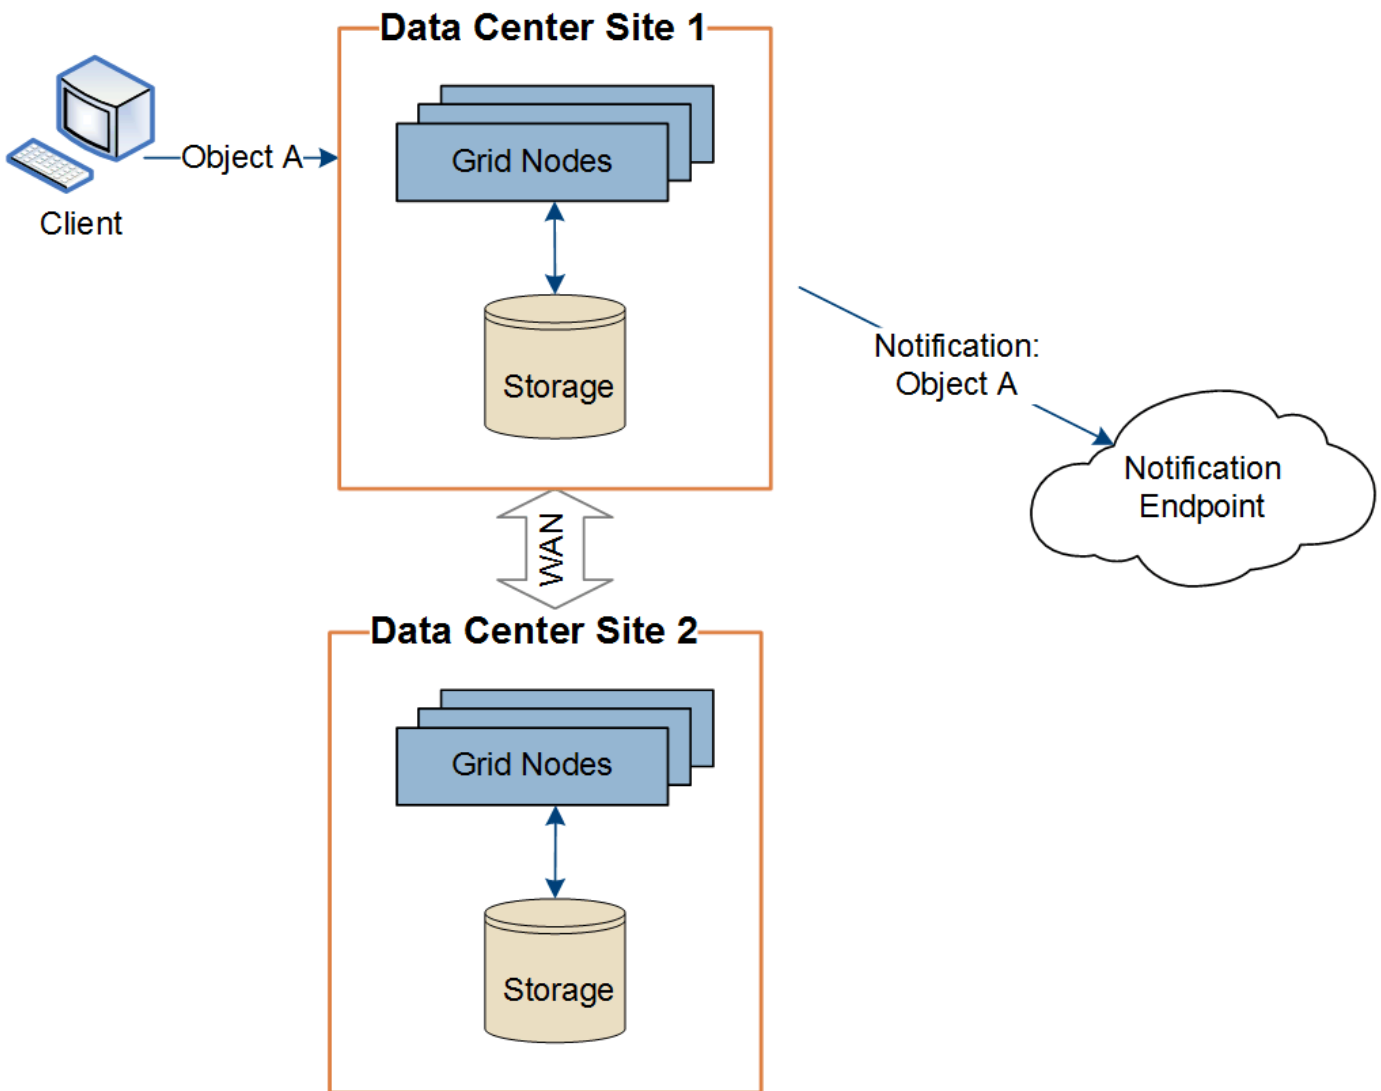 Data Center Site 1
Object A
Client
Grid Nodes
Storage
Notification:
Object A
Notification
Endpoint
WAN
Data Center Site 2
Grid Nodes
Storage